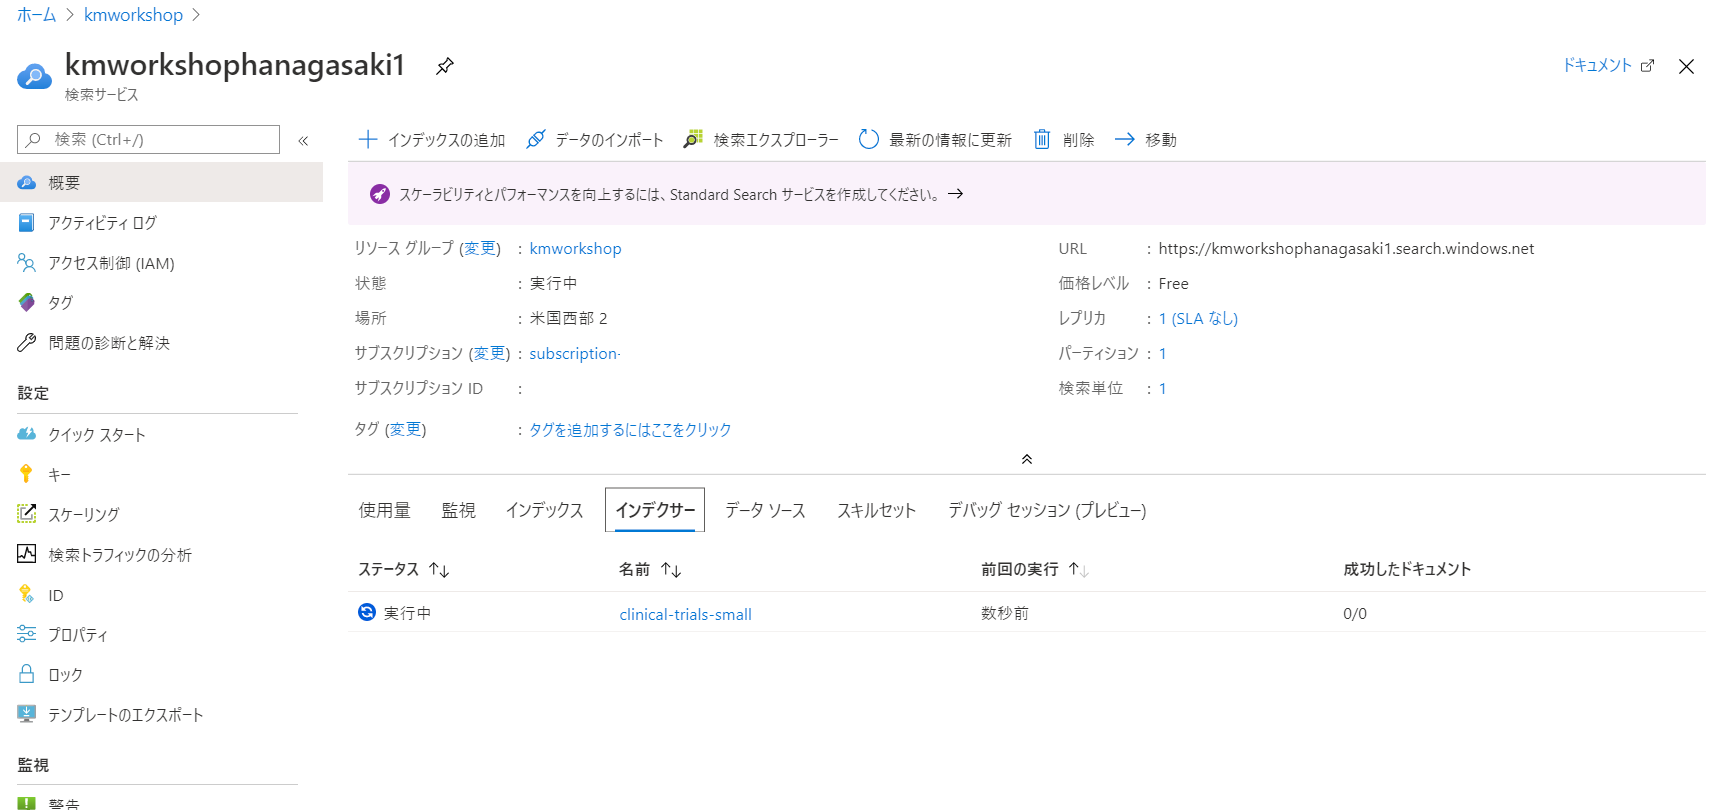 ホーム > kmworkshop >
kmworkshophanagasaki1
検索サービス
ドキュメント
検索 (Ctrl+/)
«
概要
アクティビティ ログ
アクセス制御 (IAM)
タグ
問題の診断と解決
設定
クイック スタート
キー
スケーリング
検索トラフィックの分析
ID
プロパティ
ロック
テンプレートのエクスポート
監視
警告
インデックスの追加 データのインポート 検索エクスプローラー 最新の情報に更新 削除 移動
スケーラビリティとパフォーマンスを向上するには、Standard Search サービスを作成してください。 →
リソース グループ (変更) : kmworkshop
状態 : 実行中
場所 : 米国西部 2
サブスクリプション (変更) : subscription-
サブスクリプション ID :
タグ (変更) : タグを追加するにはここをクリック
URL : https://kmworkshophanagasaki1.search.windows.net
価格レベル : Free
レプリカ : 1 (SLA なし)
パーティション : 1
検索単位 : 1
使用量 監視 インデックス インデクサー データ ソース スキルセット デバッグ セッション (プレビュー)
ステータス ↑↓ 名前 ↑↓ 前回の実行 ↑↓ 成功したドキュメント
実行中 clinical-trials-small 数秒前 0/0